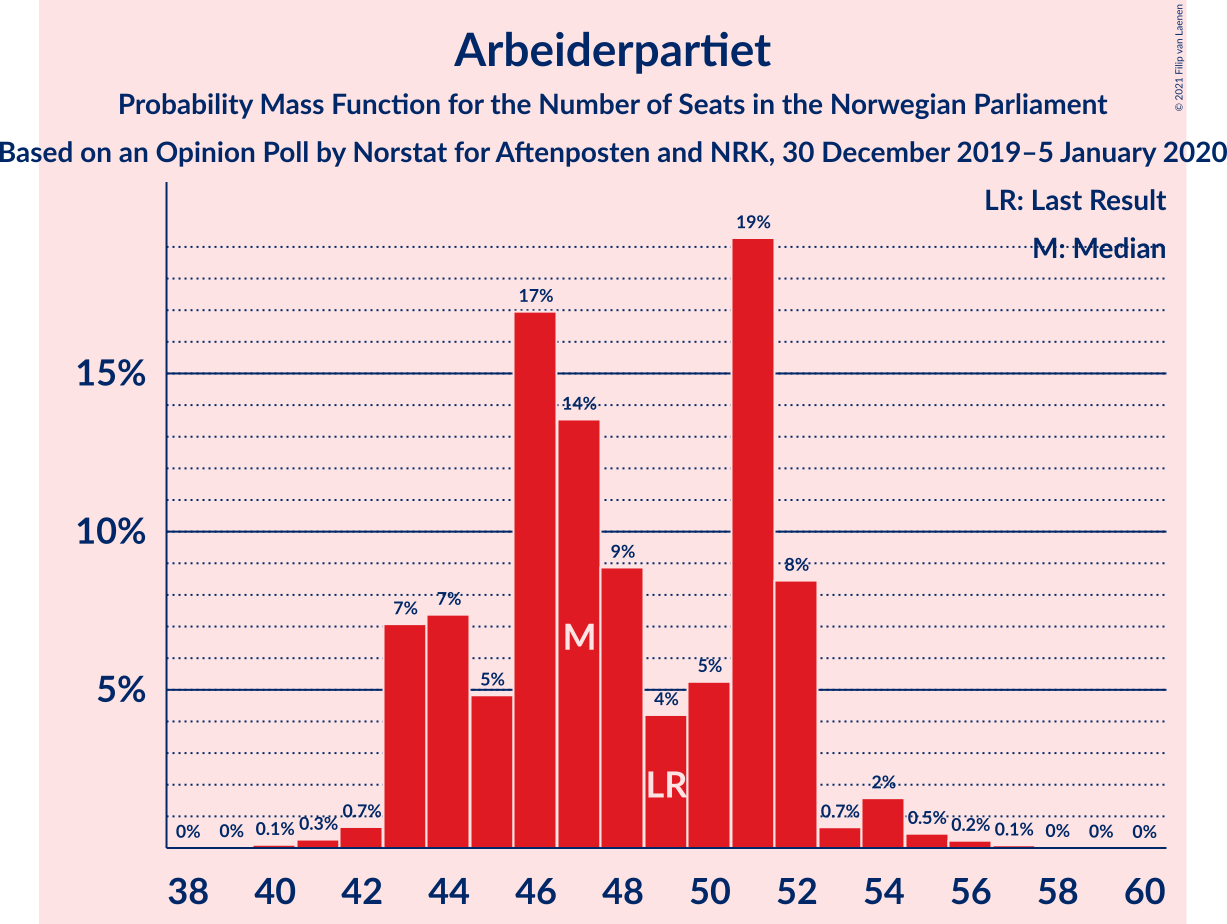 © 2021 Filip van Laenen
Arbeiderpartiet
Probability Mass Function for the Number of Seats in the Norwegian Parliament
Based on an Opinion Poll by Norstat for Aftenposten and NRK, 30 December 2019–5 January 2020
LR: Last Result
M: Median
15%
10%
5%
0%
0%
0.1%
0.3%
0.7%
7%
7%
5%
17%
14%
9%
4%
5%
19%
8%
0.7%
2%
0.5%
0.2%
0.1%
0%
0%
0%
M
LR
38 40 42 44 46 48 50 52 54 56 58 60